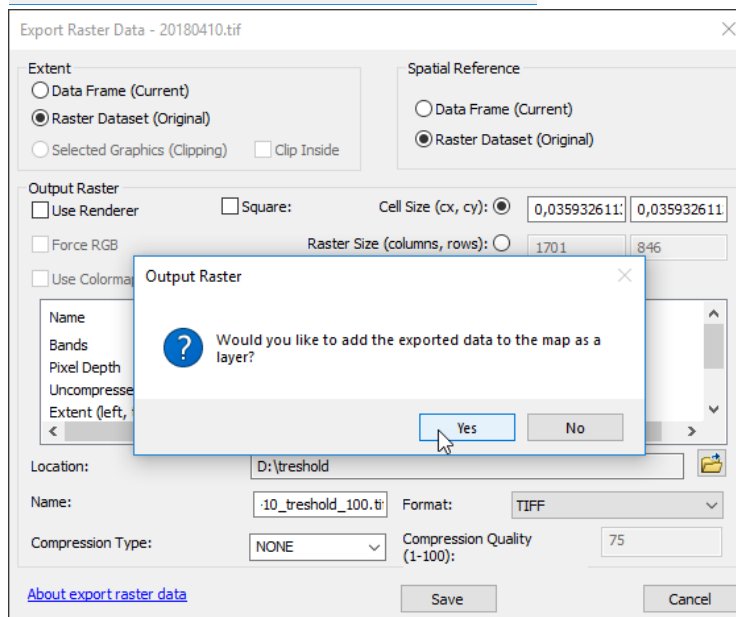 Export Raster Data - 20180410.tif
Extent
Data Frame (Current)
Raster Dataset (Original)
Selected Graphics (Clipping) Clip Inside
Spatial Reference
Data Frame (Current)
Raster Dataset (Original)
Output Raster
Use Renderer Square: Cell Size (cx, cy): 0,035932611 0,035932611
Force RGB Raster Size (columns, rows): 1701 846
Use Colormap
Output Raster
Would you like to add the exported data to the map as a
layer?
Yes No
Name
Bands
Pixel Depth
Uncompresse
Extent (left,
Location: D:\treshold
Name: 10_treshold_100.ti Format: TIFF
Compression Type: NONE Compression Quality
(1-100): 75
About export raster data Save Cancel